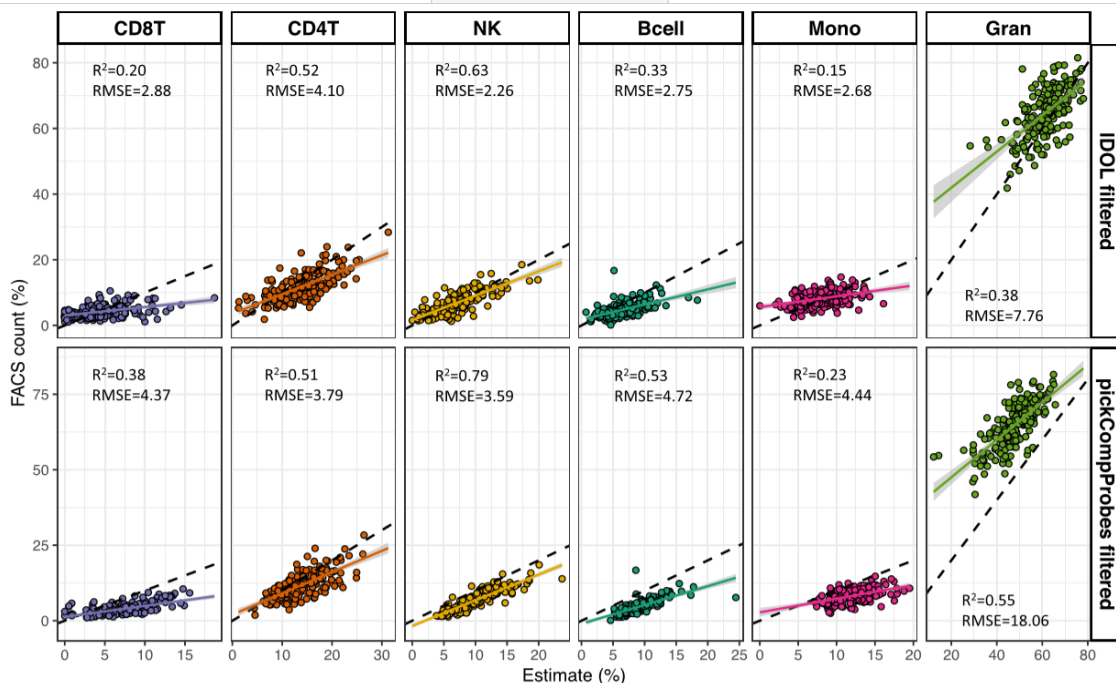 CD8T CD4T NK Bcell Mono Gran
R²=0.20 R²=0.52 R²=0.63 R²=0.33 R²=0.15
RMSE=2.88 RMSE=4.10 RMSE=2.26 RMSE=2.75 RMSE=2.68
R²=0.38
RMSE=7.76
80
60
40
20
0
IDOL filtered
R²=0.38 R²=0.51 R²=0.79 R²=0.53 R²=0.23
RMSE=4.37 RMSE=3.79 RMSE=3.59 RMSE=4.72 RMSE=4.44
R²=0.55
RMSE=18.06
75
50
25
0
pickCompProbes filtered
FACS count (%)
0 5 10 15 0 10 20 30 0 10 20 0 5 10 15 20 25 0 5 10 15 20 20 40 60 80
Estimate (%)